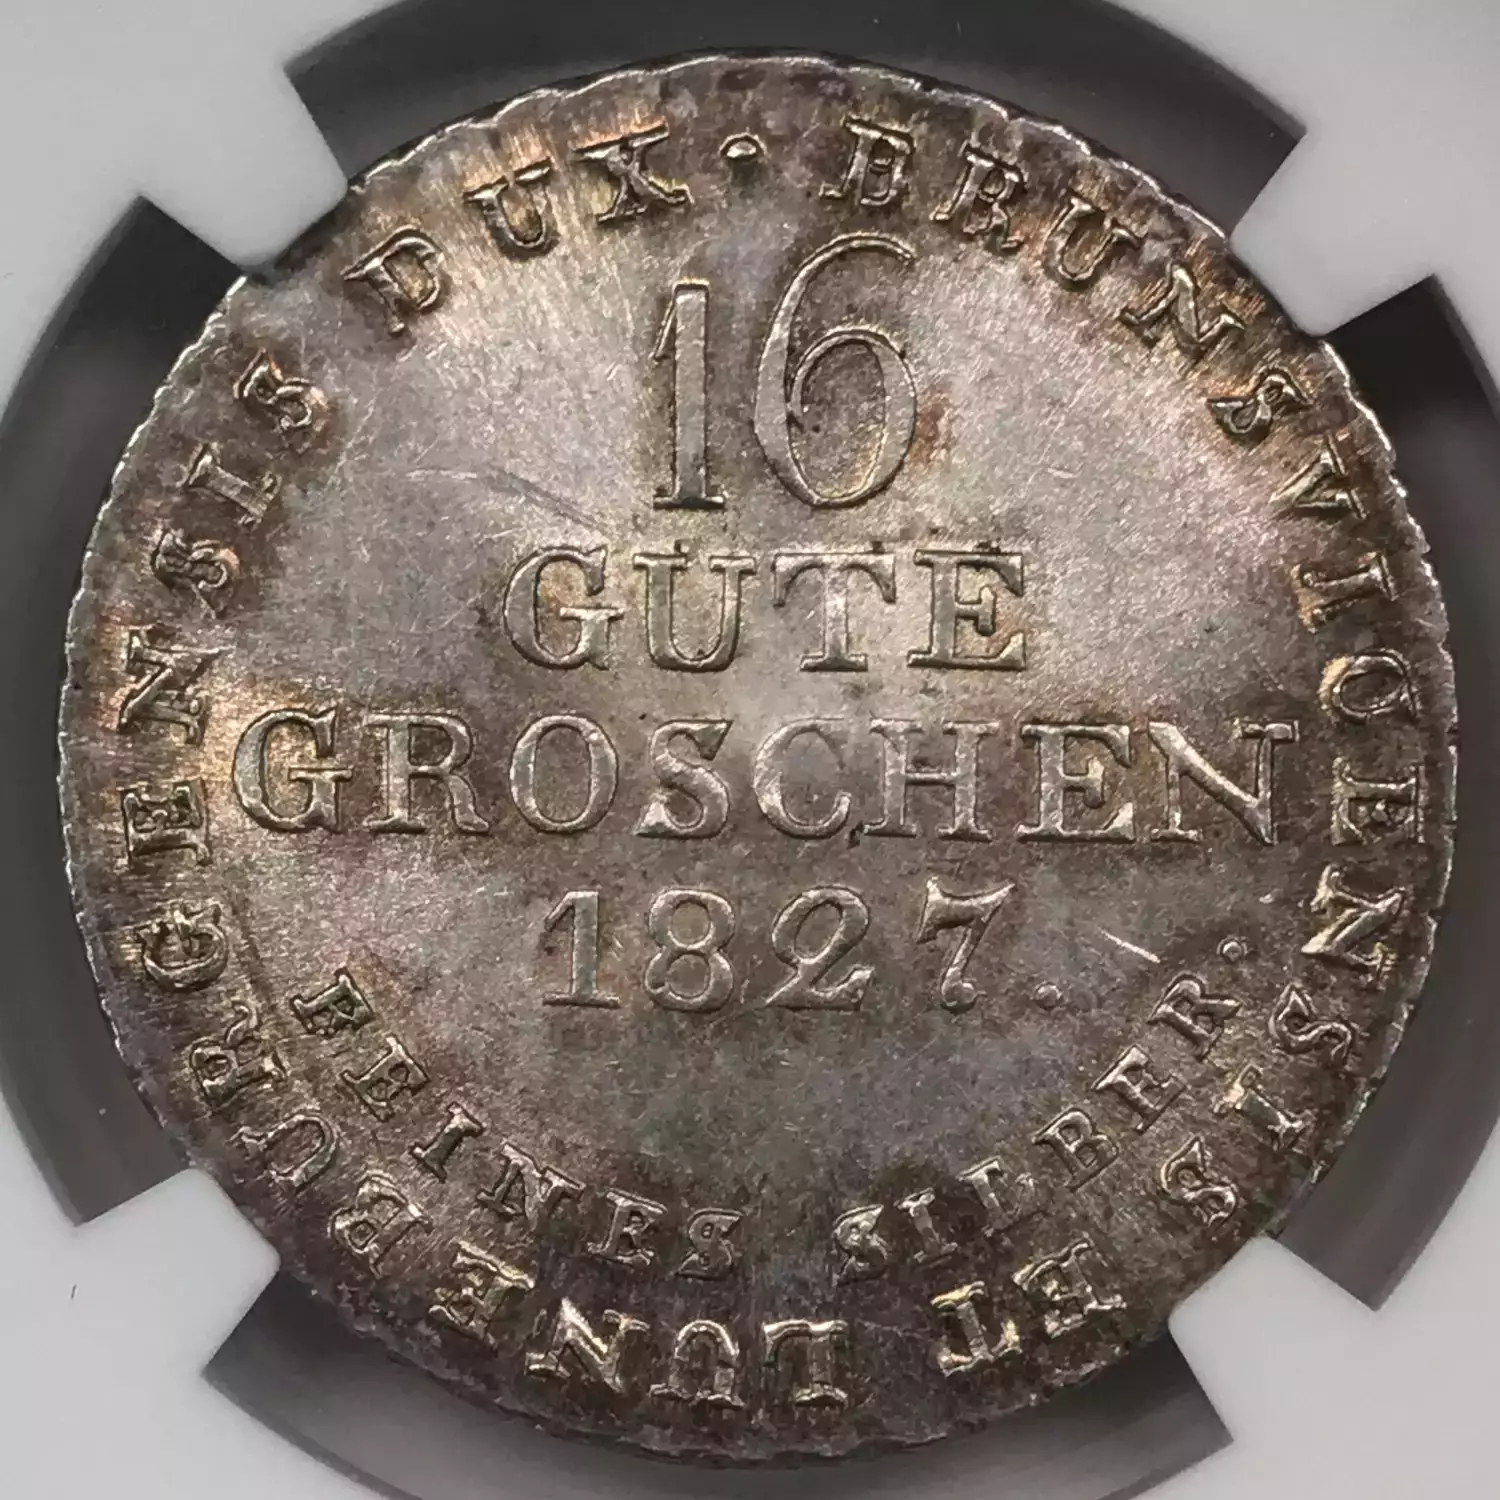 BRUNSVICENSIS ET LUNEBURGENSIS DUX ·
16
GUTE
GROSCHEN
1827.
FEINES SILBER.